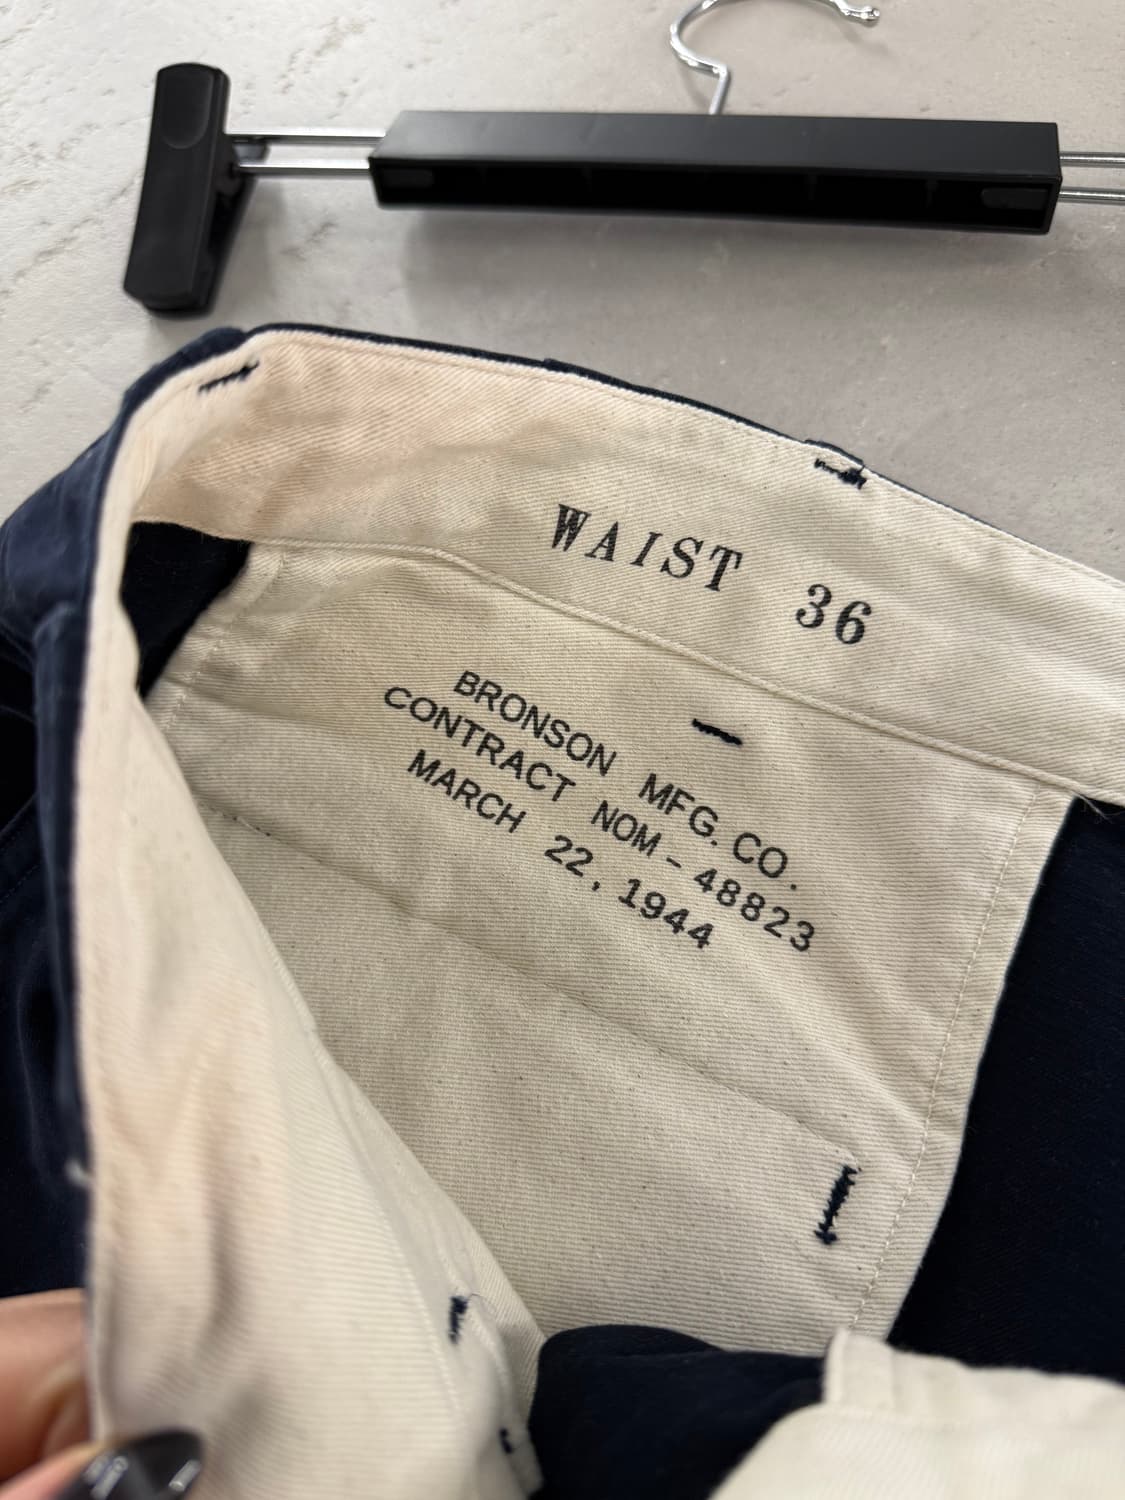 WAIST 36
BRONSON MFG. CO.
CONTRACT NOM - 48823
MARCH 22, 1944